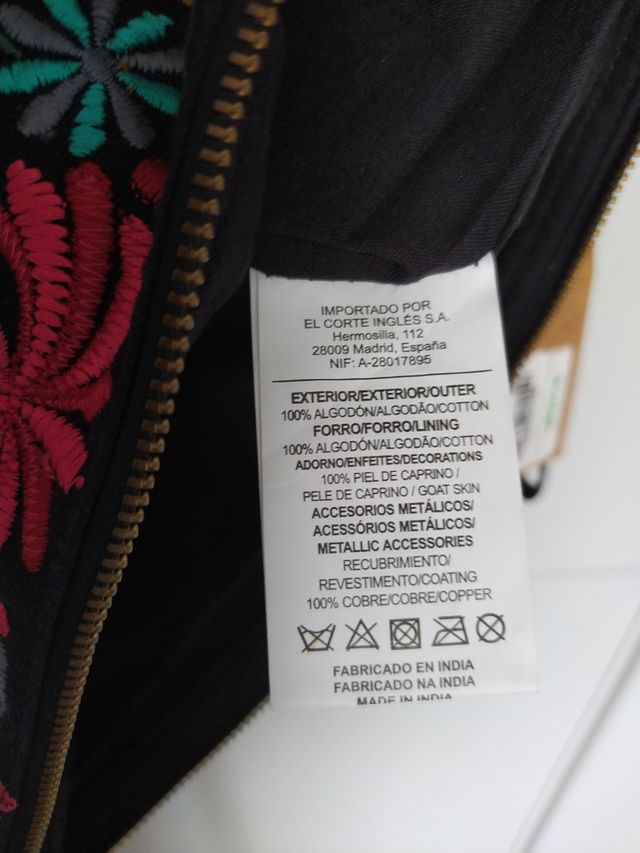 IMPORTADO POR
EL CORTE INGLÉS S.A.
Hermosilla, 112
28009 Madrid, España
NIF: A-28017895
EXTERIOR/EXTERIOR/OUTER
100% ALGODÓN/ALGODÃO/COTTON
FORRO/FORRO/LINING
100% ALGODÓN/ALGODÃO/COTTON
ADORNO/ENFEITES/DECORATIONS
100% PIEL DE CAPRINO /
PELE DE CAPRINO / GOAT SKIN
ACCESORIOS METÁLICOS/
ACESSÓRIOS METÁLICOS/
METALLIC ACCESSORIES
RECUBRIMIENTO/
REVESTIMENTO/COATING
100% COBRE/COBRE/COPPER
FABRICADO EN INDIA
FABRICADO NA INDIA
MADE IN INDIA